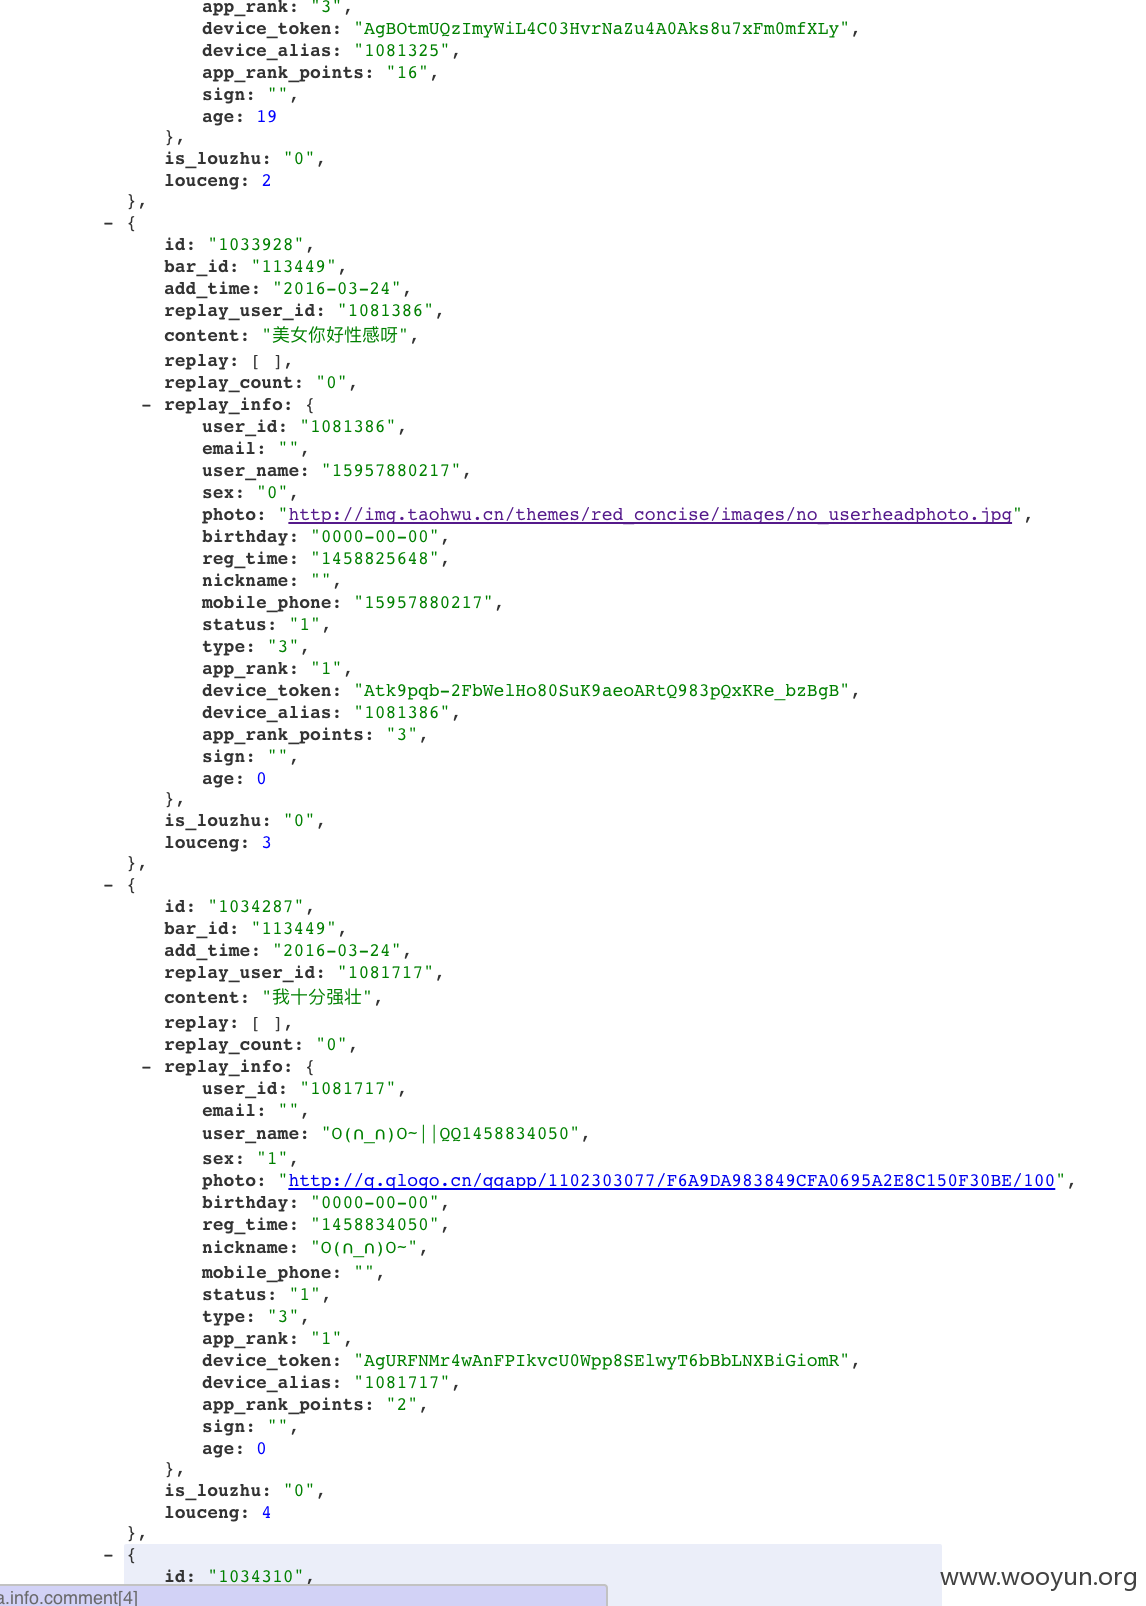 app_rank: "3",
device_token: "AgBOtmUQzImyWiL4C03HvrNaZu4A0Aks8u7xFm0mfXLy",
device_alias: "1081325",
app_rank_points: "16",
sign: "",
age: 19
},
is_louzhu: "0",
louceng: 2
},
- {
id: "1033928",
bar_id: "113449",
add_time: "2016-03-24",
replay_user_id: "1081386",
content: "美女你好性感呀",
replay: [ ],
replay_count: "0",
- replay_info: {
user_id: "1081386",
email: "",
user_name: "15957880217",
sex: "0",
photo: "http://img.taohwu.cn/themes/red_concise/images/no_userheadphoto.jpg",
birthday: "0000-00-00",
reg_time: "1458825648",
nickname: "",
mobile_phone: "15957880217",
status: "1",
type: "3",
app_rank: "1",
device_token: "Atk9pqb-2FbWelHo80SuK9aeoARtQ983pQxKRe_bzBgB",
device_alias: "1081386",
app_rank_points: "3",
sign: "",
age: 0
},
is_louzhu: "0",
louceng: 3
},
- {
id: "1034287",
bar_id: "113449",
add_time: "2016-03-24",
replay_user_id: "1081717",
content: "我十分强壮",
replay: [ ],
replay_count: "0",
- replay_info: {
user_id: "1081717",
email: "",
user_name: "O(∩_∩)O~||QQ1458834050",
sex: "1",
photo: "http://q.qlogo.cn/qqapp/1102303077/F6A9DA983849CFA0695A2E8C150F30BE/100",
birthday: "0000-00-00",
reg_time: "1458834050",
nickname: "O(∩_∩)O~",
mobile_phone: "",
status: "1",
type: "3",
app_rank: "1",
device_token: "AgURFNMr4wAnFPIkvcU0Wpp8SElwyT6bBbLNXBiGiomR",
device_alias: "1081717",
app_rank_points: "2",
sign: "",
age: 0
},
is_louzhu: "0",
louceng: 4
},
- {
id: "1034310",
a.info.comment[4]
www.wooyun.org